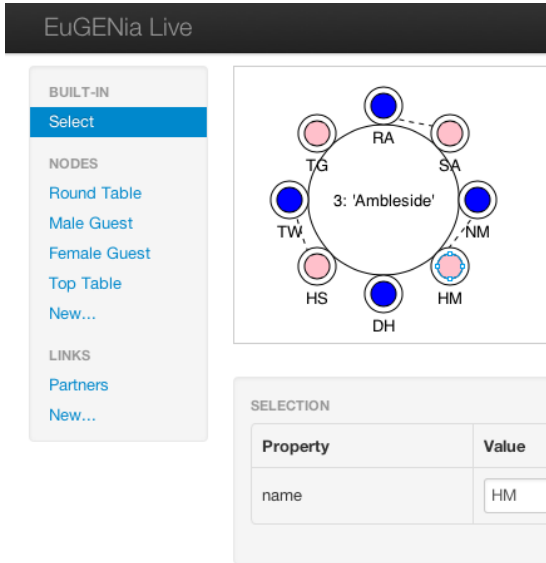 EuGENia Live
BUILT-IN
Select
NODES
Round Table
Male Guest
Female Guest
Top Table
New...
LINKS
Partners
New...
RA
TG
SA
3: 'Ambleside'
TW
NM
HS
HM
DH
SELECTION
Property Value
name HM